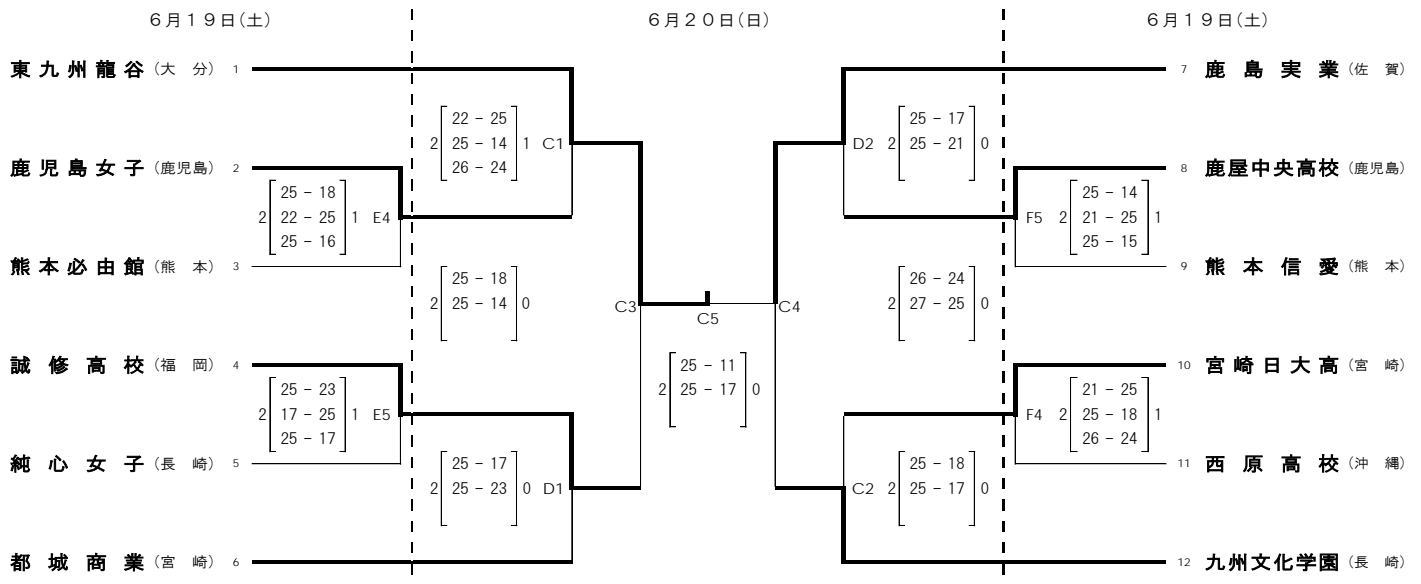 6月19日(土)
6月20日(日)
6月19日(土)
東九州龍谷(大 分) 1
7 鹿島実業(佐 賀)
22 - 25
2 25 - 14 1 C1
26 - 24
25 - 17
D2 2 25 - 21 0
鹿児島女子(鹿児島) 2
8 鹿屋中央高校(鹿児島)
25 - 18
2 22 - 25 1 E4
25 - 16
25 - 14
F5 2 21 - 25 1
25 - 15
熊本必由館(熊 本) 3
9 熊本信愛(熊 本)
25 - 18
2 25 - 14 0
C3
C5
C4
26 - 24
2 27 - 25 0
25 - 11
2 25 - 17 0
誠修高校(福 岡) 4
10 宮崎日大高(宮 崎)
25 - 23
2 17 - 25 1 E5
25 - 17
21 - 25
F4 2 25 - 18 1
26 - 24
純心女子(長 崎) 5
11 西原高校(沖 縄)
25 - 17
2 25 - 23 0 D1
25 - 18
C2 2 25 - 17 0
都城商業(宮 崎) 6
12 九州文化学園(長 崎)